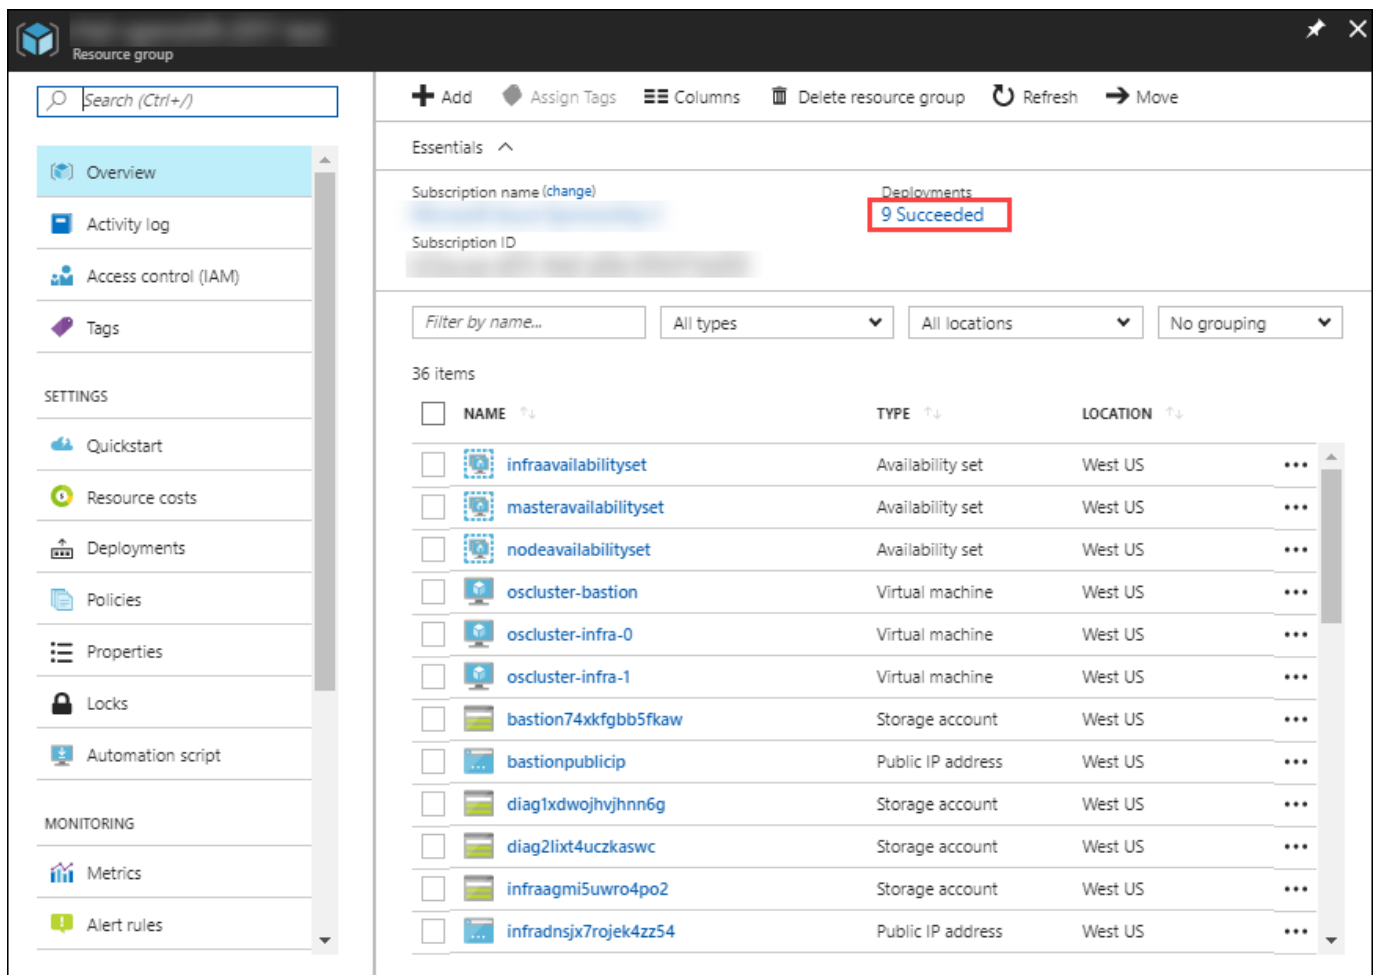 Resource group
Search (Ctrl+/)
Overview
Activity log
Access control (IAM)
Tags
SETTINGS
Quickstart
Resource costs
Deployments
Policies
Properties
Locks
Automation script
MONITORING
Metrics
Alert rules
Add Assign Tags Columns Delete resource group Refresh Move
Essentials
Subscription name (change)
Deployments
9 Succeeded
Subscription ID
Filter by name... All types All locations No grouping
36 items
NAME TYPE LOCATION
infraavailabilityset Availability set West US
masteravailabilityset Availability set West US
nodeavailabilityset Availability set West US
oscluster-bastion Virtual machine West US
oscluster-infra-0 Virtual machine West US
oscluster-infra-1 Virtual machine West US
bastion74xkfgbb5fkaw Storage account West US
bastionpublicip Public IP address West US
diag1xdwojhvjhnn6g Storage account West US
diag2lixt4uczkaswc Storage account West US
infraagmi5uwro4po2 Storage account West US
infradnsjx7rojek4zz54 Public IP address West US